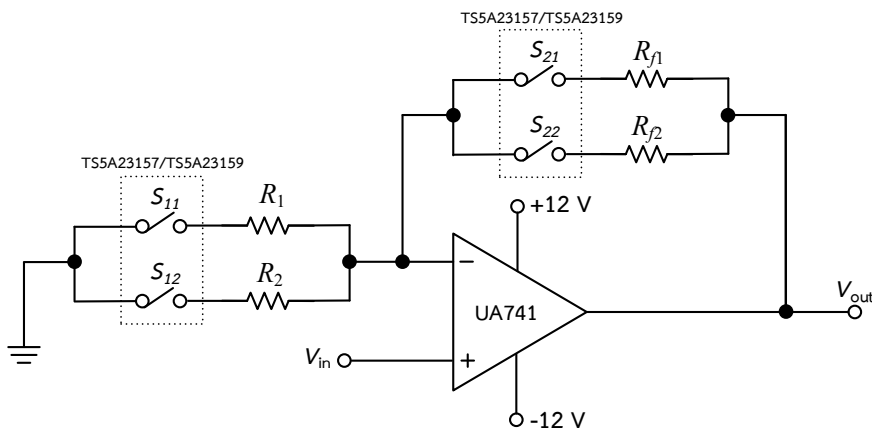 TS5A23157/TS5A23159
S21
Rf1
S22
Rf2
TS5A23157/TS5A23159
S11
R1
S12
R2
+12 V
−
UA741
+
Vin
Vout
-12 V